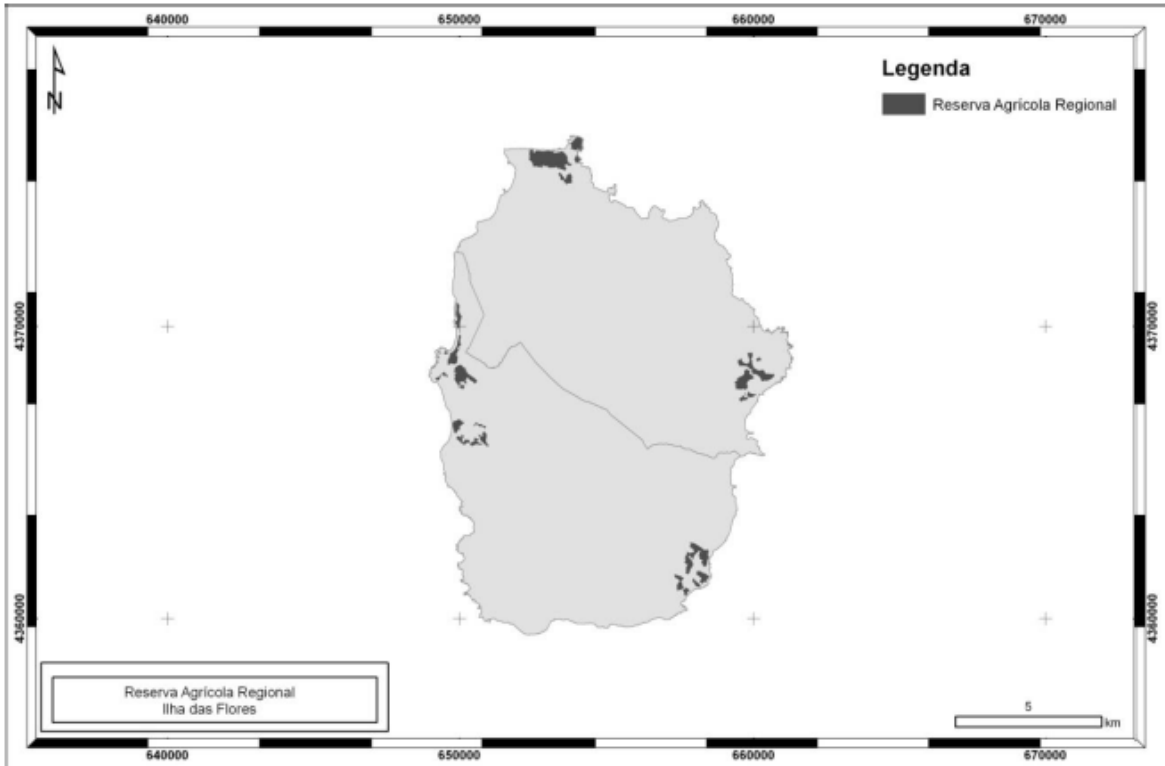 640000 650000 660000 670000
N
Legenda
Reserva Agrícola Regional
4370000 4370000
4360000 4360000
Reserva Agrícola Regional
Ilha das Flores
5
km
640000 650000 660000 670000